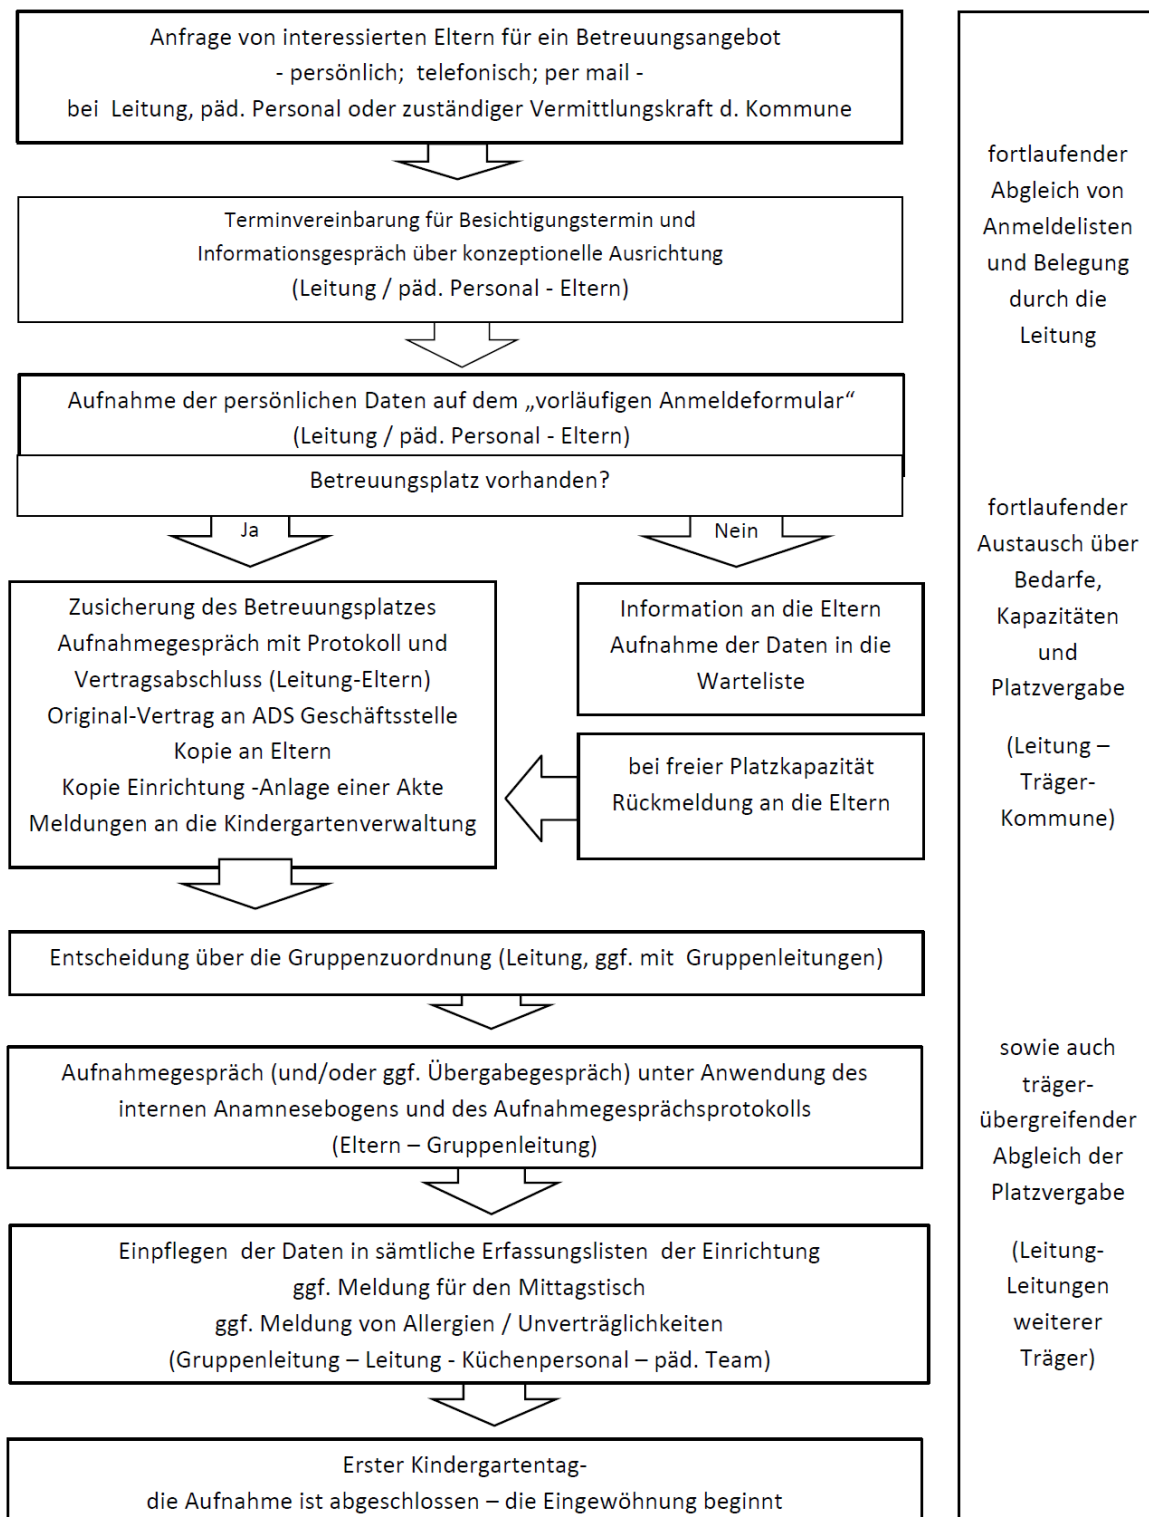 Anfrage von interessierten Eltern für ein Betreuungsangebot
- persönlich; telefonisch; per mail -
bei Leitung, päd. Personal oder zuständiger Vermittlungskraft d. Kommune
Terminvereinbarung für Besichtigungstermin und
Informationsgespräch über konzeptionelle Ausrichtung
(Leitung / päd. Personal - Eltern)
Aufnahme der persönlichen Daten auf dem „vorläufigen Anmeldeformular“
(Leitung / päd. Personal - Eltern)
Betreuungsplatz vorhanden?
Ja
Nein
Zusicherung des Betreuungsplatzes
Aufnahmegespräch mit Protokoll und
Vertragsabschluss (Leitung-Eltern)
Original-Vertrag an ADS Geschäftsstelle
Kopie an Eltern
Kopie Einrichtung -Anlage einer Akte
Meldungen an die Kindergartenverwaltung
Information an die Eltern
Aufnahme der Daten in die
Warteliste
bei freier Platzkapazität
Rückmeldung an die Eltern
Entscheidung über die Gruppenzuordnung (Leitung, ggf. mit Gruppenleitungen)
Aufnahmegespräch (und/oder ggf. Übergabegespräch) unter Anwendung des
internen Anamnesebogens und des Aufnahmegesprächsprotokolls
(Eltern – Gruppenleitung)
Einpflegen der Daten in sämtliche Erfassungslisten der Einrichtung
ggf. Meldung für den Mittagstisch
ggf. Meldung von Allergien / Unverträglichkeiten
(Gruppenleitung – Leitung - Küchenpersonal – päd. Team)
Erster Kindergartentag-
die Aufnahme ist abgeschlossen – die Eingewöhnung beginnt
fortlaufender
Abgleich von
Anmeldelisten
und Belegung
durch die
Leitung
fortlaufender
Austausch über
Bedarfe,
Kapazitäten
und
Platzvergabe
(Leitung –
Träger-
Kommune)
sowie auch
träger-
übergreifender
Abgleich der
Platzvergabe
(Leitung-
Leitungen
weiterer
Träger)